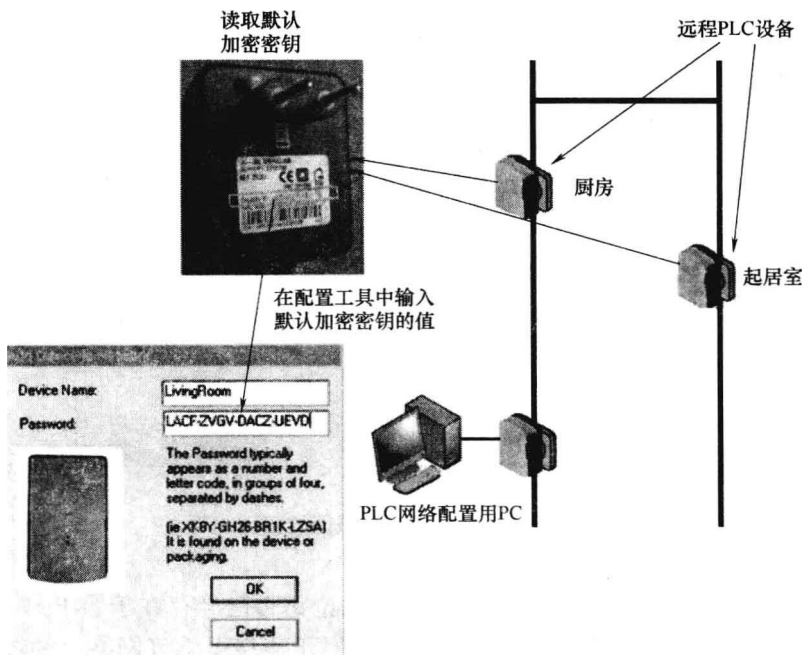 读取默认
加密密钥
远程PLC设备
厨房
起居室
在配置工具中输入
默认加密密钥的值
Device Name:
LivingRoom
Password:
LACF-ZVGV-DACZ-UEVD
The Password typically
appears as a number and
letter code, in groups of four,
separated by dashes.
(ie XK8Y-GH26-BR1K-LZSA)
It is found on the device or
packaging.
OK
Cancel
PLC网络配置用PC